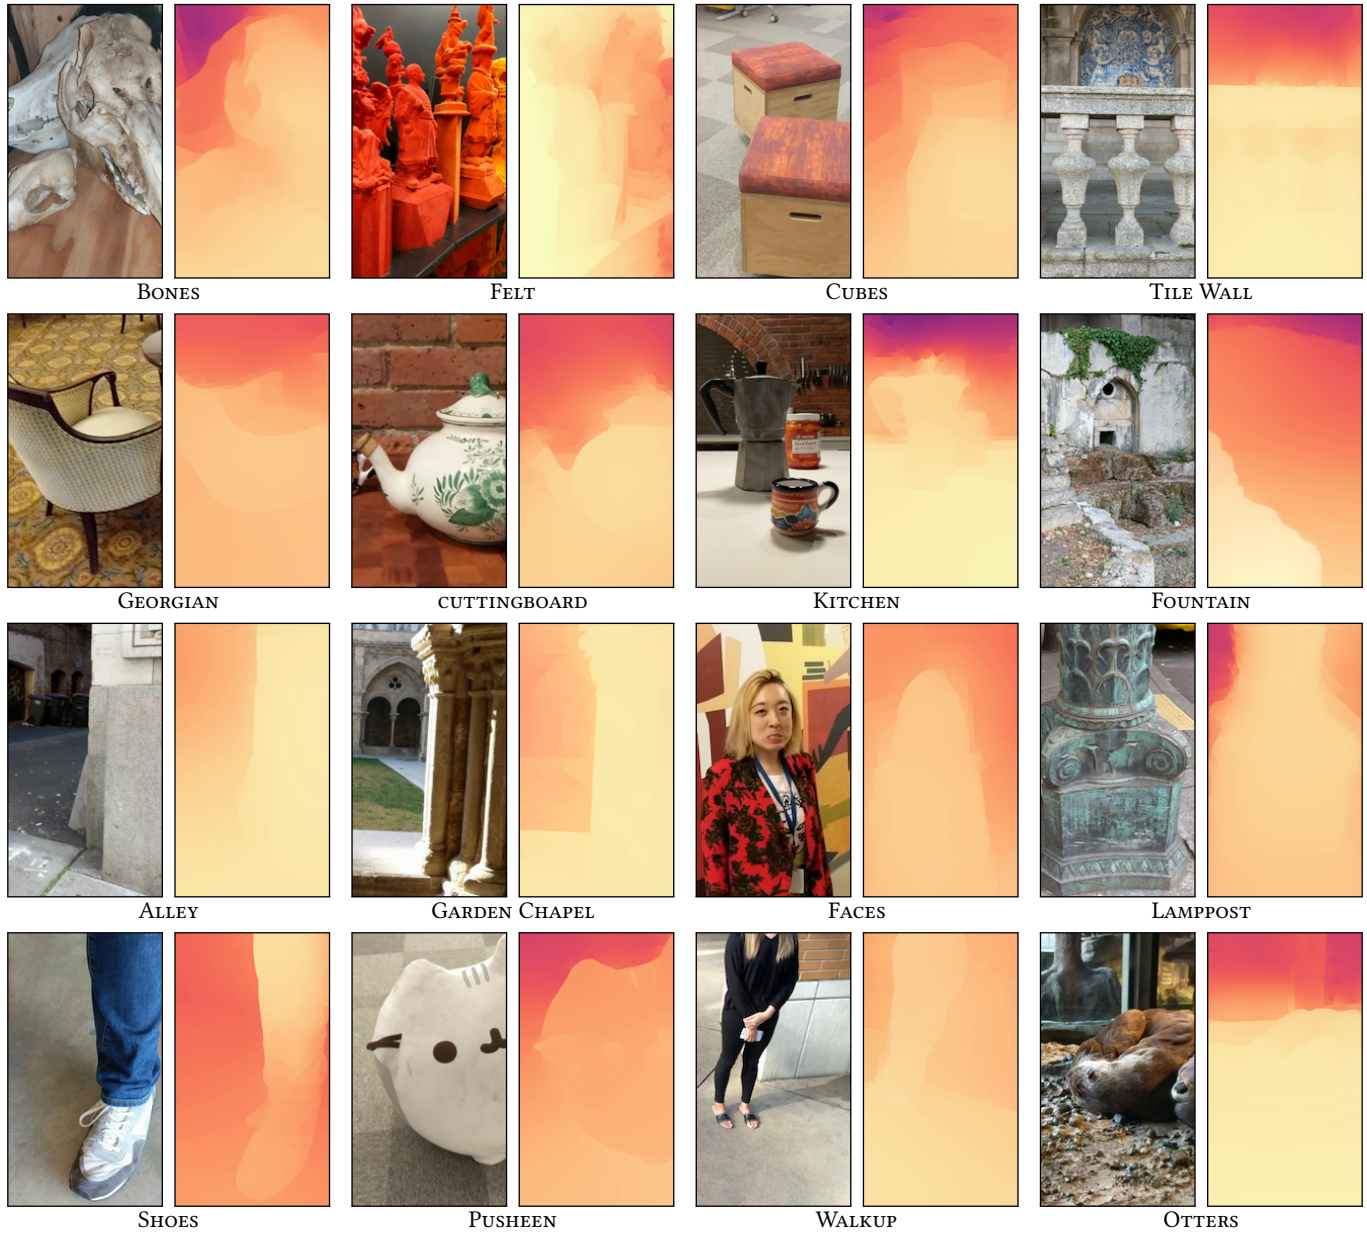 Bones
Felt
Cubes
Tile Wall
Georgian
cuttingboard
Kitchen
Fountain
Alley
Garden Chapel
Faces
Lamppost
Shoes
Pusheen
Walkup
Otters